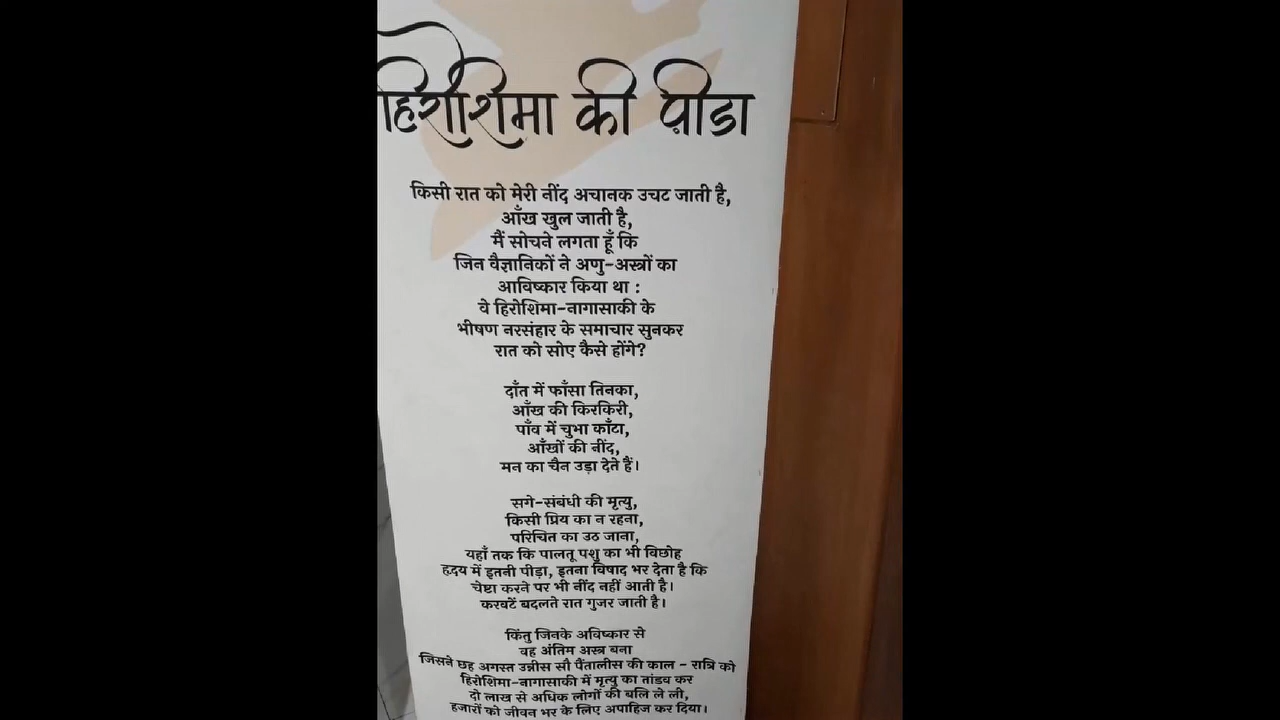 हिरोशिमा की पीडा
किसी रात को मेरी नींद अचानक उचट जाती है,
आँख खुल जाती है,
मैं सोचने लगता हूँ कि
जिन वैज्ञानिकों ने अणु-अस्त्रों का
आविष्कार किया था :
वे हिरोशिमा-नागासाकी के
भीषण नरसंहार के समाचार सुनकर
रात को सोए कैसे होंगे?
दाँत में फाँसा तिनका,
आँख की किरकिरी,
पाँव में चुभा काँटा,
आँखों की नींद,
मन का चैन उड़ा देते हैं।
सगे-संबंधी की मृत्यु,
किसी प्रिय का न रहना,
परिचित का उठ जाना,
यहाँ तक कि पालतू पशु का भी विछोह
हृदय में इतनी पीड़ा, इतना विषाद भर देता है कि
चेष्टा करने पर भी नींद नहीं आती है।
करवटें बदलते रात गुजर जाती है।
किंतु जिनके अविष्कार से
वह अंतिम अस्त्र बना
जिसने छह अगस्त उन्नीस सौ पैंतालीस की काल - रात्रि को
हिरोशिमा-नागासाकी में मृत्यु का तांडव कर
दो लाख से अधिक लोगों की बलि ले ली,
हजारों को जीवन भर के लिए अपाहिज कर दिया।